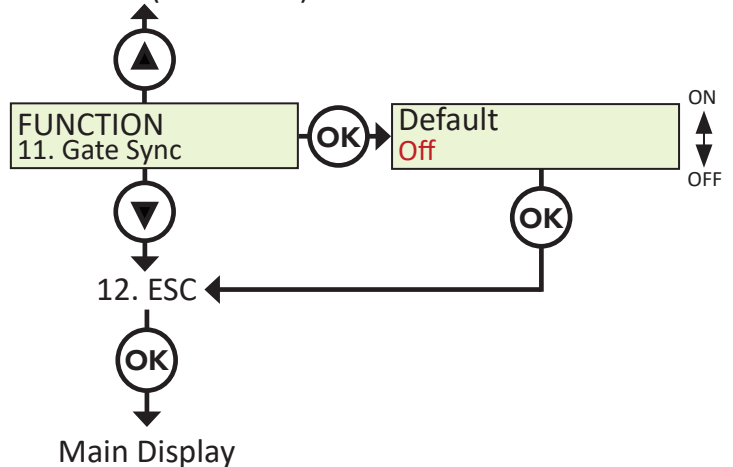 FUNCTION
11. Gate Sync
OK
Default
Off
ON
OFF
OK
12. ESC
OK
Main Display